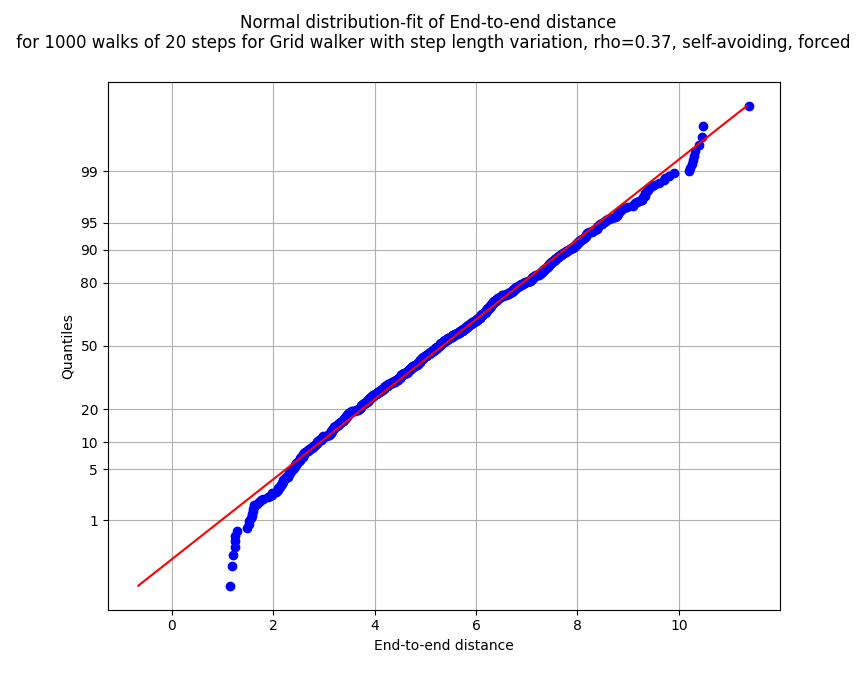 Normal distribution-fit of End-to-end distance
for 1000 walks of 20 steps for Grid walker with step length variation, rho=0.37, self-avoiding, forced
99
95
90
80
50
20
10
5
1
Quantiles
0 2 4 6 8 10
End-to-end distance